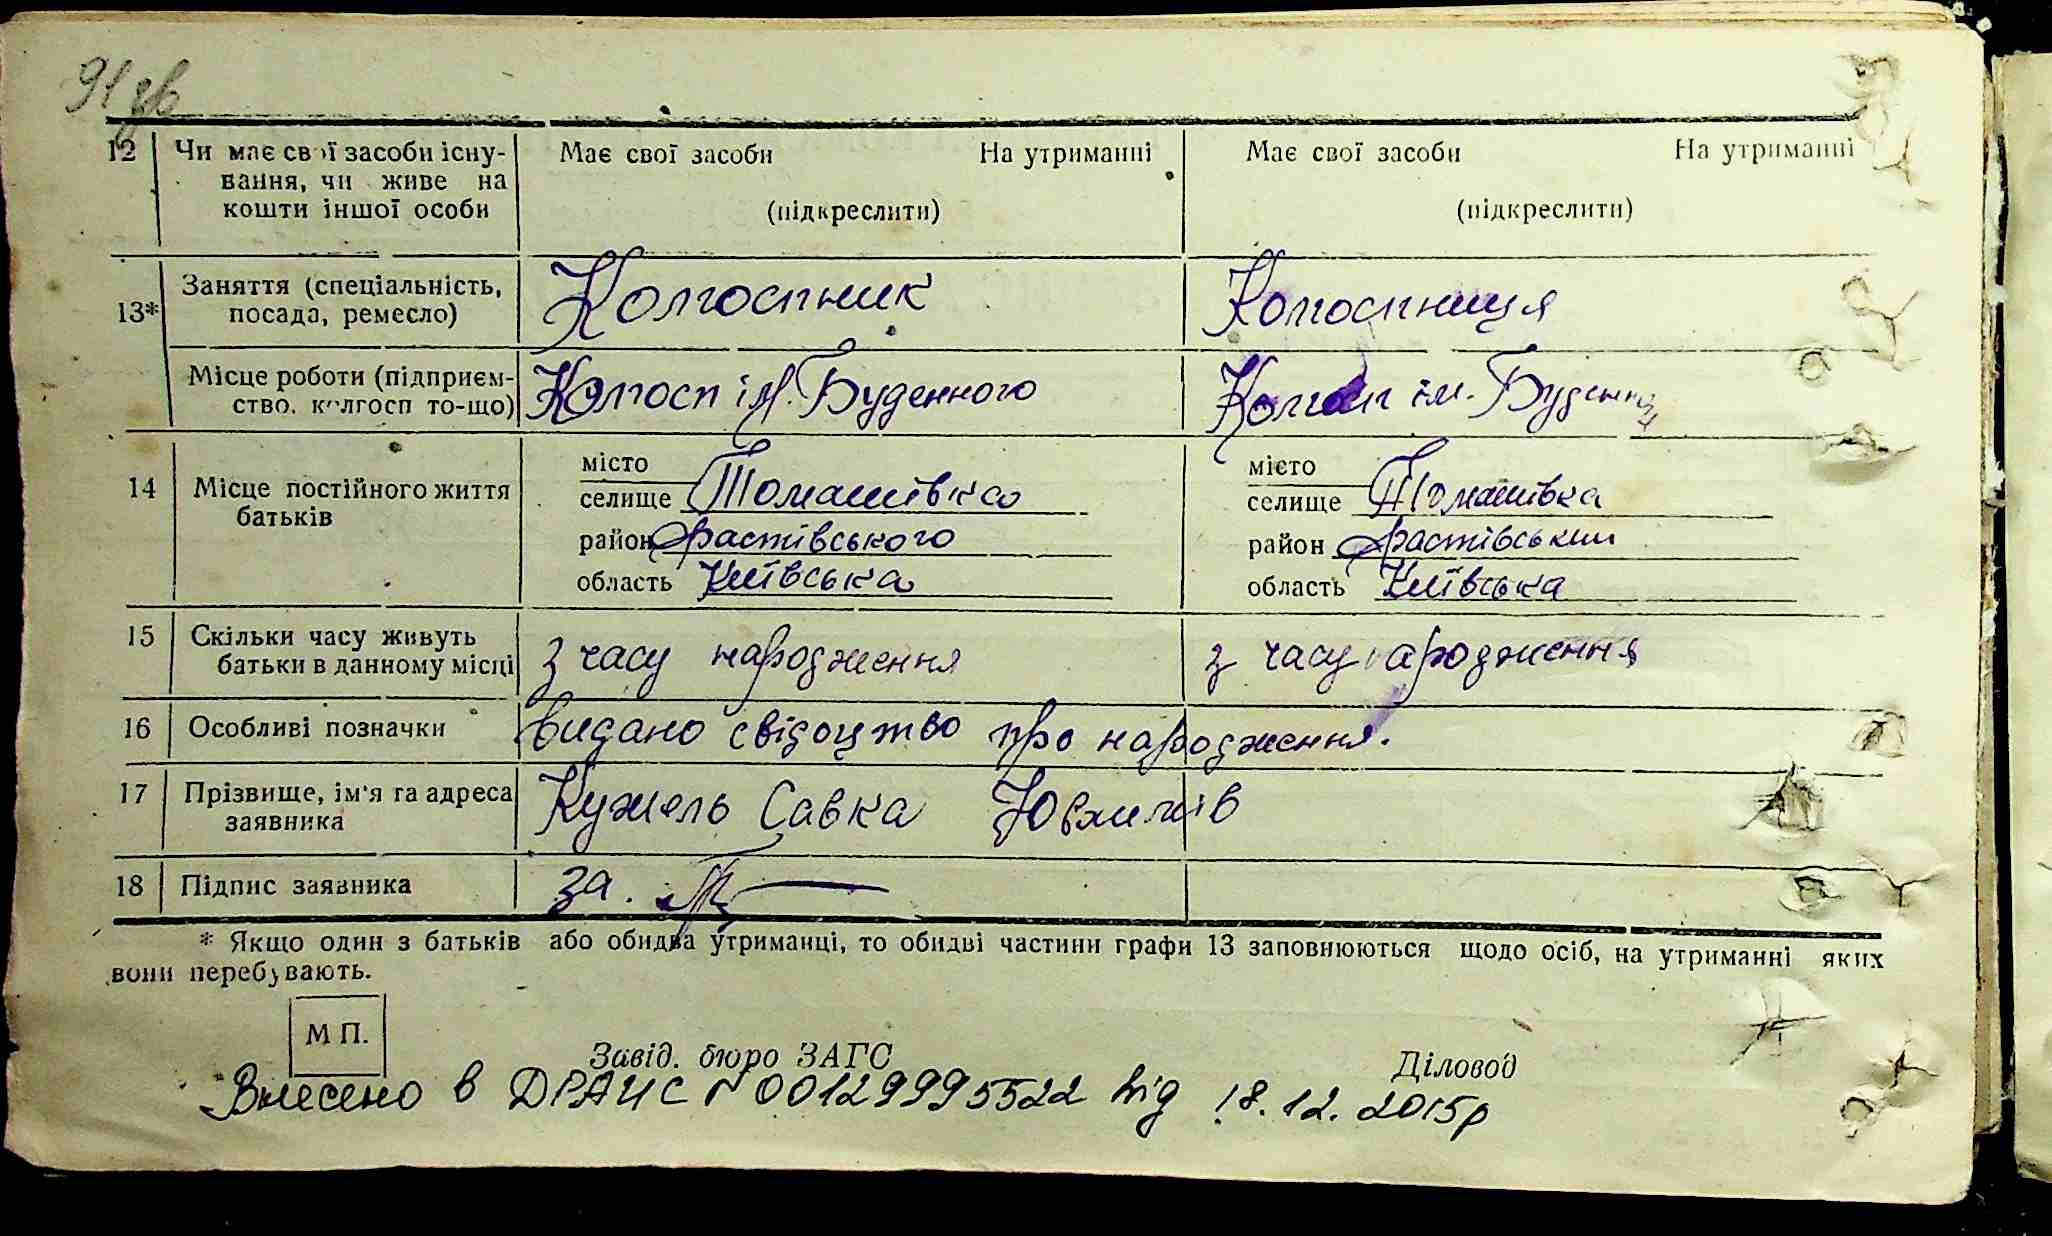 91 зв
12 Чи має свої засоби існу- Має свої засоби На утриманні Має свої засоби На утриманні
вання, чи живе на
кошти іншої особи (підкреслити) (підкреслити)
13* Заняття (спеціальність, Колгоспник Колгоспниця
посада, ремесло)
Місце роботи (підприєм- Колгосп ім. Буденного Колгосп ім. Буденного
ство, колгосп то-що)
місто місто
14 Місце постійного життя селище Томашівка селище Томашівка
батьків район Фастівського район Фастівський
область Київська область Київська
15 Скільки часу живуть з часу народження з часу народження
батьки в данному місці
16 Особливі позначки видано свідоцтво про народження.
17 Прізвище, ім'я та адреса Кужель Савка
заявника
18 Підпис заявника за.
* Якщо один з батьків або обидва утриманці, то обидві частини графи 13 заповнюються щодо осіб, на утриманні яких
вони перебувають.
М П.
Завід. бюро ЗАГС Діловод
Внесено в ДРАЦС № 00129995522 від 18.12.2015р